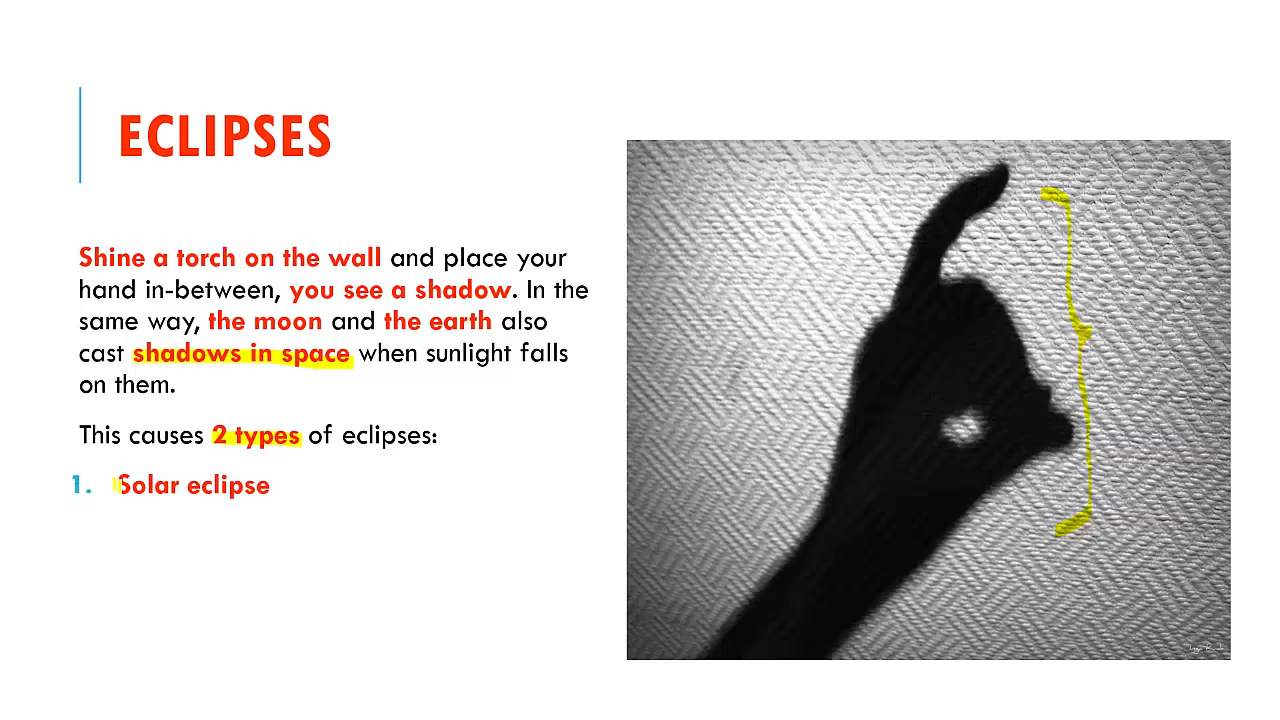 ECLIPSES
Shine a torch on the wall and place your
hand in-between, you see a shadow. In the
same way, the moon and the earth also
cast shadows in space when sunlight falls
on them.
This causes 2 types of eclipses:
1. Solar eclipse